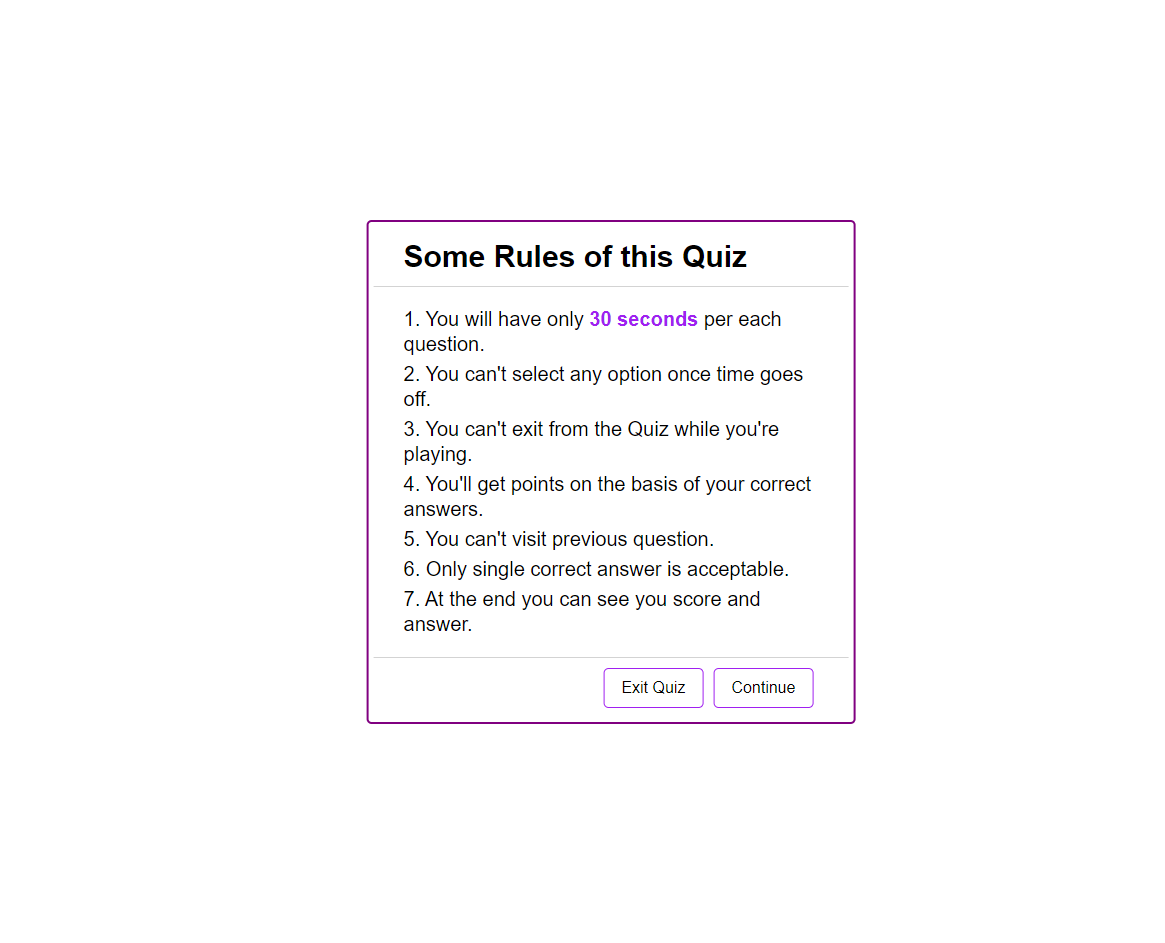 Some Rules of this Quiz
1. You will have only 30 seconds per each
question.
2. You can't select any option once time goes
off.
3. You can't exit from the Quiz while you're
playing.
4. You'll get points on the basis of your correct
answers.
5. You can't visit previous question.
6. Only single correct answer is acceptable.
7. At the end you can see you score and
answer.
Exit Quiz Continue